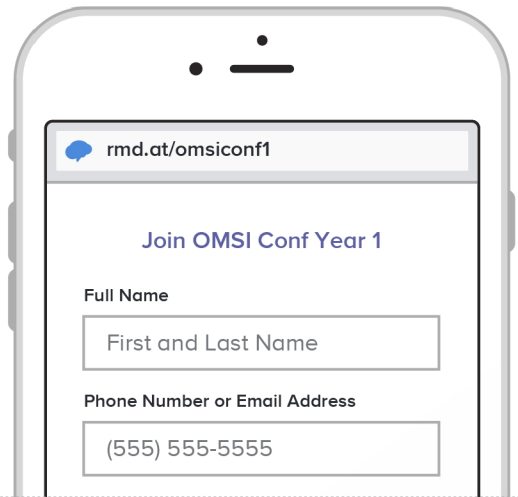 rmd.at/omsiconf1
Join OMSI Conf Year 1
Full Name
First and Last Name
Phone Number or Email Address
(555) 555-5555